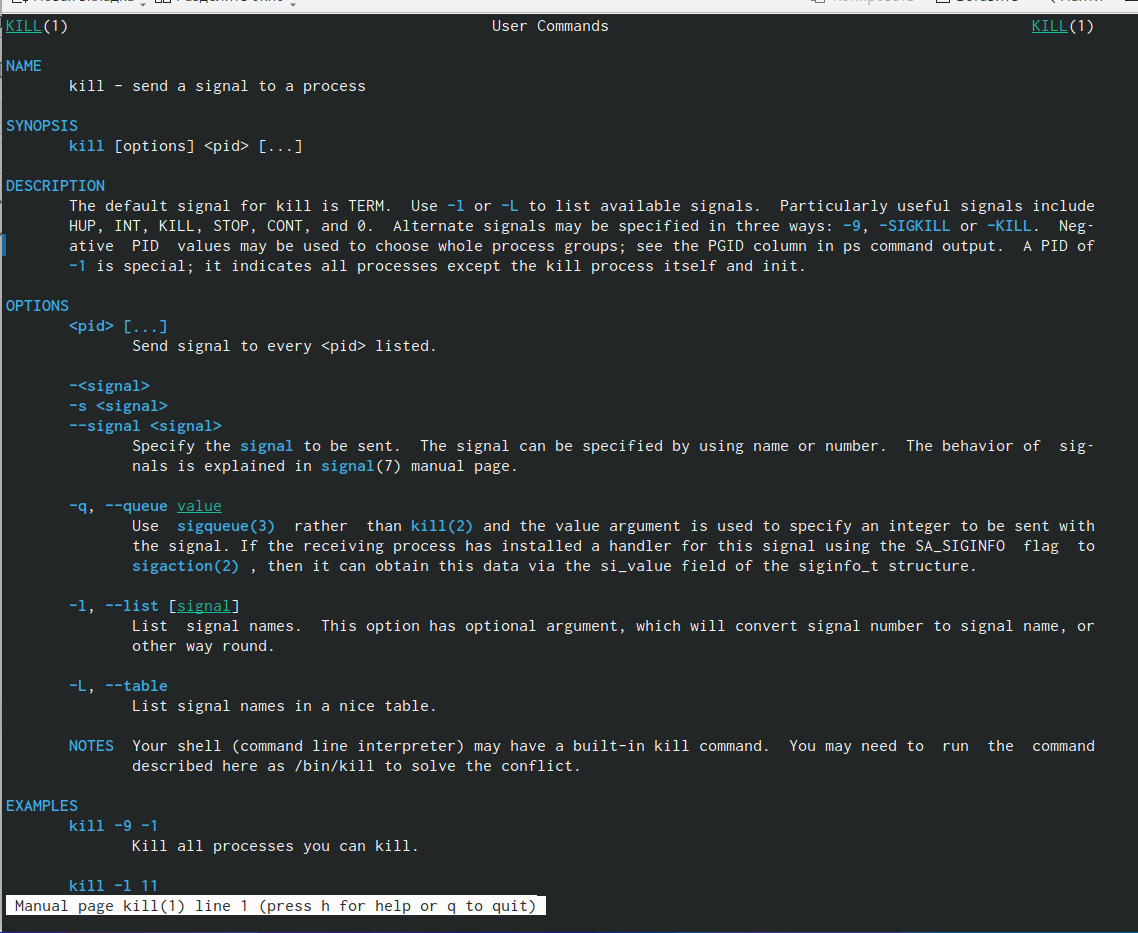 KILL(1) User Commands KILL(1)
NAME
kill - send a signal to a process
SYNOPSIS
kill [options] <pid> [...]
DESCRIPTION
The default signal for kill is TERM. Use -l or -L to list available signals. Particularly useful signals include
HUP, INT, KILL, STOP, CONT, and 0. Alternate signals may be specified in three ways: -9, -SIGKILL or -KILL. Neg-
ative PID values may be used to choose whole process groups; see the PGID column in ps command output. A PID of
-1 is special; it indicates all processes except the kill process itself and init.
OPTIONS
<pid> [...]
Send signal to every <pid> listed.
-<signal>
-s <signal>
--signal <signal>
Specify the signal to be sent. The signal can be specified by using name or number. The behavior of sig-
nals is explained in signal(7) manual page.
-q, --queue value
Use sigqueue(3) rather than kill(2) and the value argument is used to specify an integer to be sent with
the signal. If the receiving process has installed a handler for this signal using the SA_SIGINFO flag to
sigaction(2) , then it can obtain this data via the si_value field of the siginfo_t structure.
-l, --list [signal]
List signal names. This option has optional argument, which will convert signal number to signal name, or
other way round.
-L, --table
List signal names in a nice table.
NOTES Your shell (command line interpreter) may have a built-in kill command. You may need to run the command
described here as /bin/kill to solve the conflict.
EXAMPLES
kill -9 -1
Kill all processes you can kill.
kill -l 11
Manual page kill(1) line 1 (press h for help or q to quit)